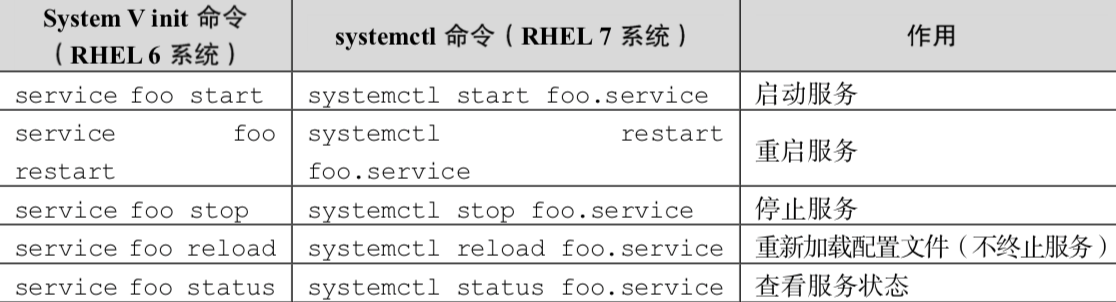 System V init 命令
（RHEL 6 系统）
systemctl 命令（RHEL 7 系统）
作用
service foo start
systemctl start foo.service
启动服务
service foo
restart
systemctl restart
foo.service
重启服务
service foo stop
systemctl stop foo.service
停止服务
service foo reload
systemctl reload foo.service
重新加载配置文件（不终止服务）
service foo status
systemctl status foo.service
查看服务状态